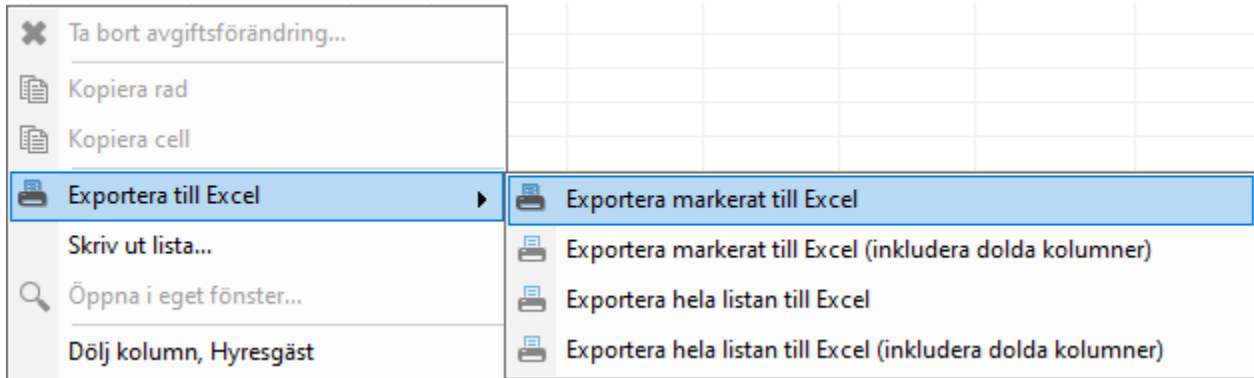 Ta bort avgiftsförändring...
Kopiera rad
Kopiera cell
Exportera till Excel
Skriv ut lista...
Öppna i eget fönster...
Dölj kolumn, Hyresgäst
Exportera markerat till Excel
Exportera markerat till Excel (inkludera dolda kolumner)
Exportera hela listan till Excel
Exportera hela listan till Excel (inkludera dolda kolumner)